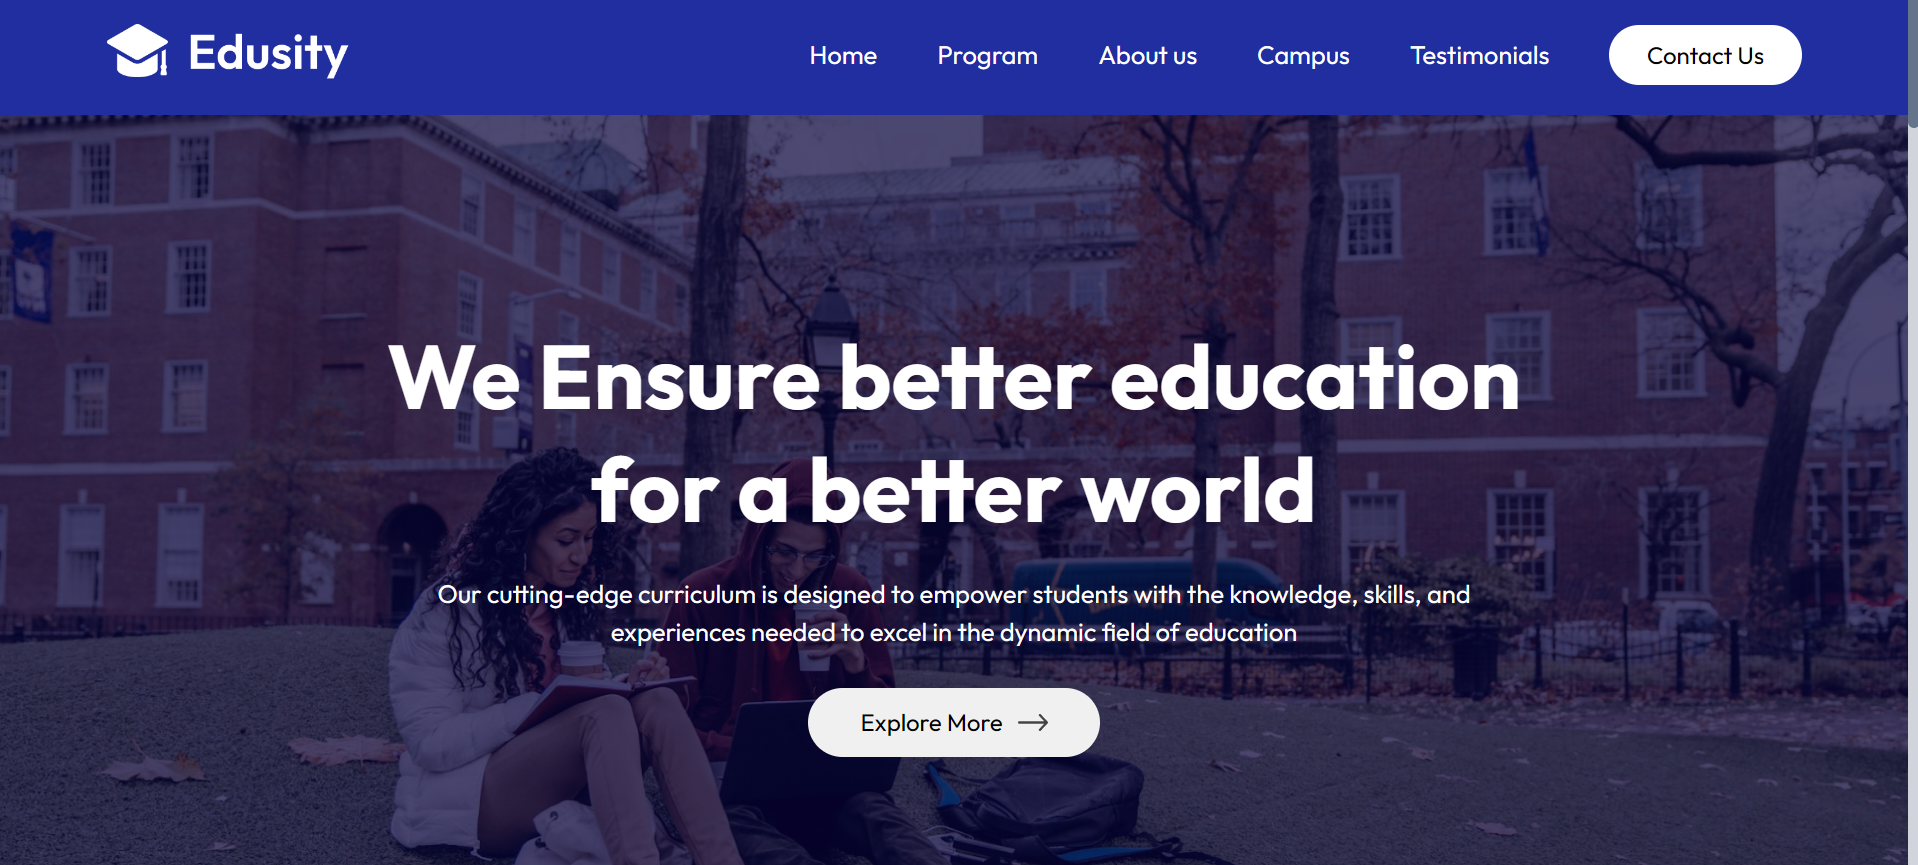 Edusity
Home
Program
About us
Campus
Testimonials
Contact Us
We Ensure better education
for a better world
Our cutting-edge curriculum is designed to empower students with the knowledge, skills, and
experiences needed to excel in the dynamic field of education
Explore More